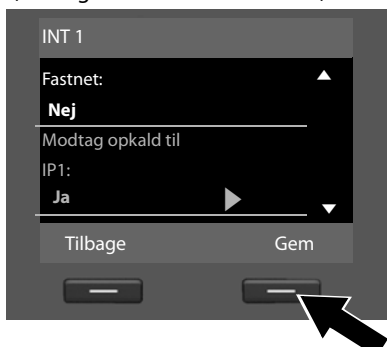 INT 1
Fastnet:
Nej
Modtag opkald til
IP1:
Ja
Tilbage Gem